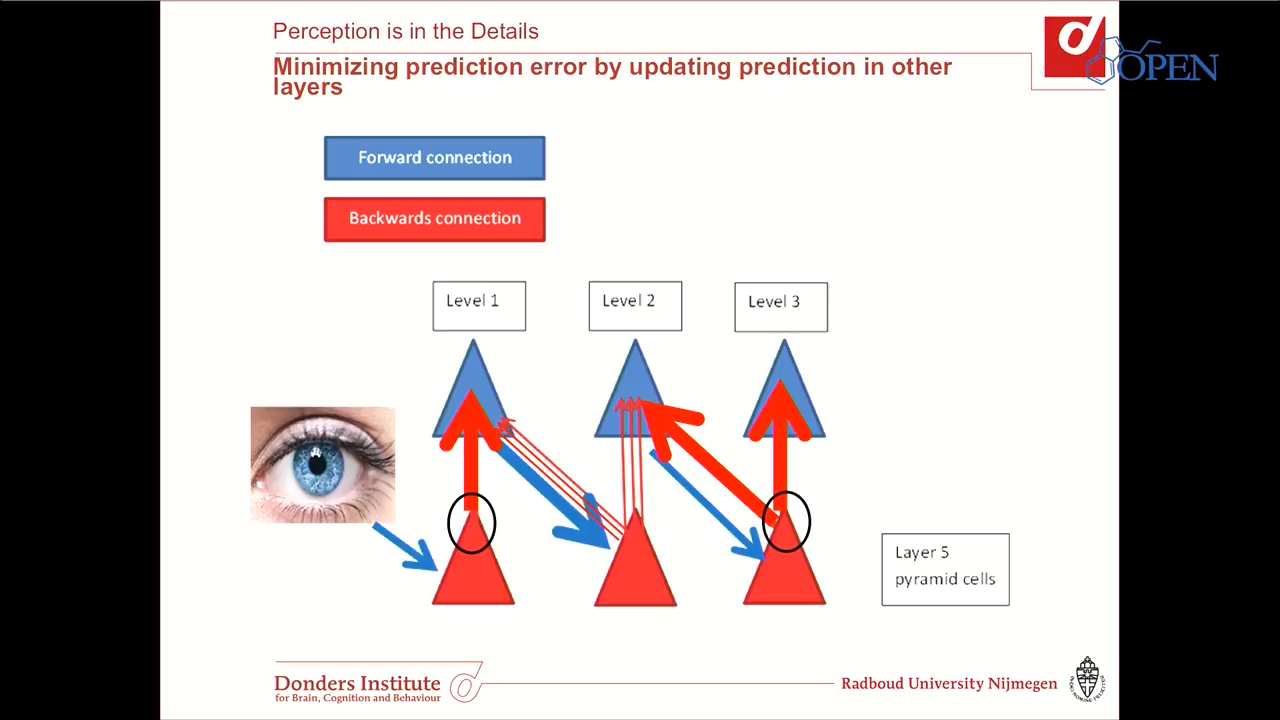 Perception is in the Details
Minimizing prediction error by updating prediction in other
layers
OPEN
Forward connection
Backwards connection
Level 1
Level 2
Level 3
Layer 5
pyramid cells
Donders Institute
for Brain, Cognition and Behaviour
Radboud University Nijmegen